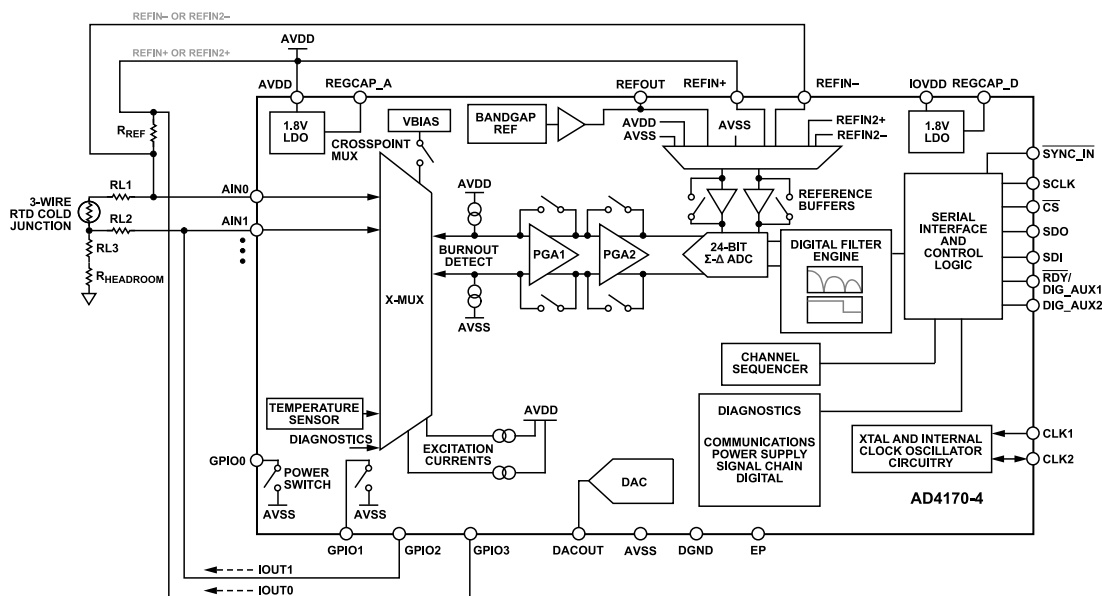 REFIN– OR REFIN2–
REFIN+ OR REFIN2+
AVDD
AVDD
REGCAP_A
REFOUT
REFIN+
REFIN–
IOVDD
REGCAP_D
RREF
1.8V
LDO
VBIAS
CROSSPOINT
MUX
BANDGAP
REF
AVDD
AVSS
AVSS
REFIN2+
REFIN2–
1.8V
LDO
SYNC_IN
SCLK
CS
SDO
SDI
RDY/
DIG_AUX1
DIG_AUX2
3-WIRE
RTD COLD
JUNCTION
RL1
RL2
RL3
RHEADROOM
AIN0
AIN1
AVDD
BURNOUT
DETECT
AVSS
X-MUX
PGA1
PGA2
REFERENCE
BUFFERS
24-BIT
Σ-Δ ADC
DIGITAL FILTER
ENGINE
SERIAL
INTERFACE
AND
CONTROL
LOGIC
CHANNEL
SEQUENCER
TEMPERATURE
SENSOR
DIAGNOSTICS
AVDD
EXCITATION
CURRENTS
DIAGNOSTICS
COMMUNICATIONS
POWER SUPPLY
SIGNAL CHAIN
DIGITAL
XTAL AND INTERNAL
CLOCK OSCILLATOR
CIRCUITRY
CLK1
CLK2
GPIO0
POWER
SWITCH
AVSS
AVSS
DAC
AD4170-4
GPIO1
GPIO2
GPIO3
DACOUT
AVSS
DGND
EP
IOUT1
IOUT0